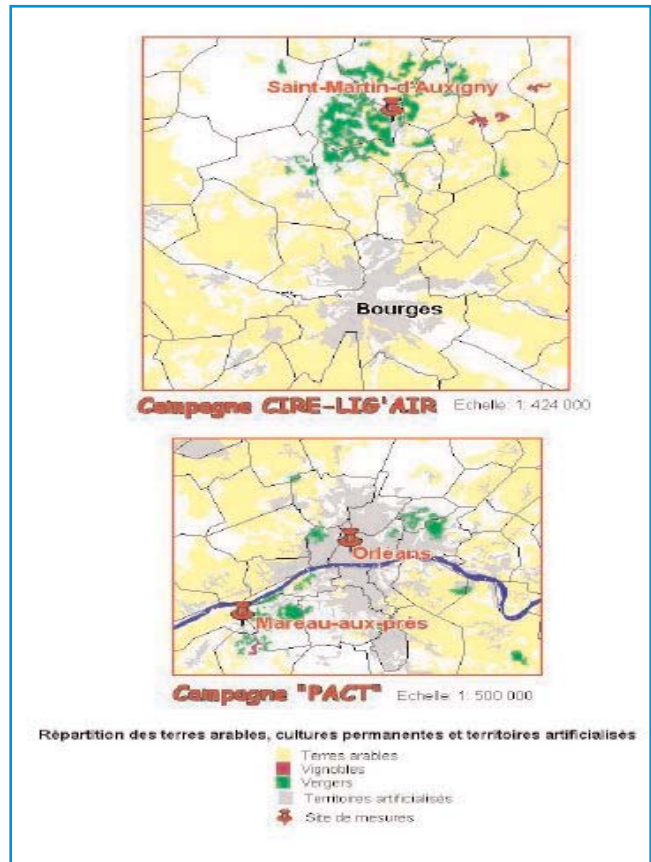 Saint-Martin-d'Auxigny
Bourges
Campagne CIRE-LIG'AIR Echelle: 1: 424 000
Orléans
Mareau-aux-prés
Campagne "PACT" Echelle: 1: 500 000
Répartition des terres arables, cultures permanentes et territoires artificialisés
Terres arables
Vignobles
Vergers
Territoires artificialisés
Site de mesures